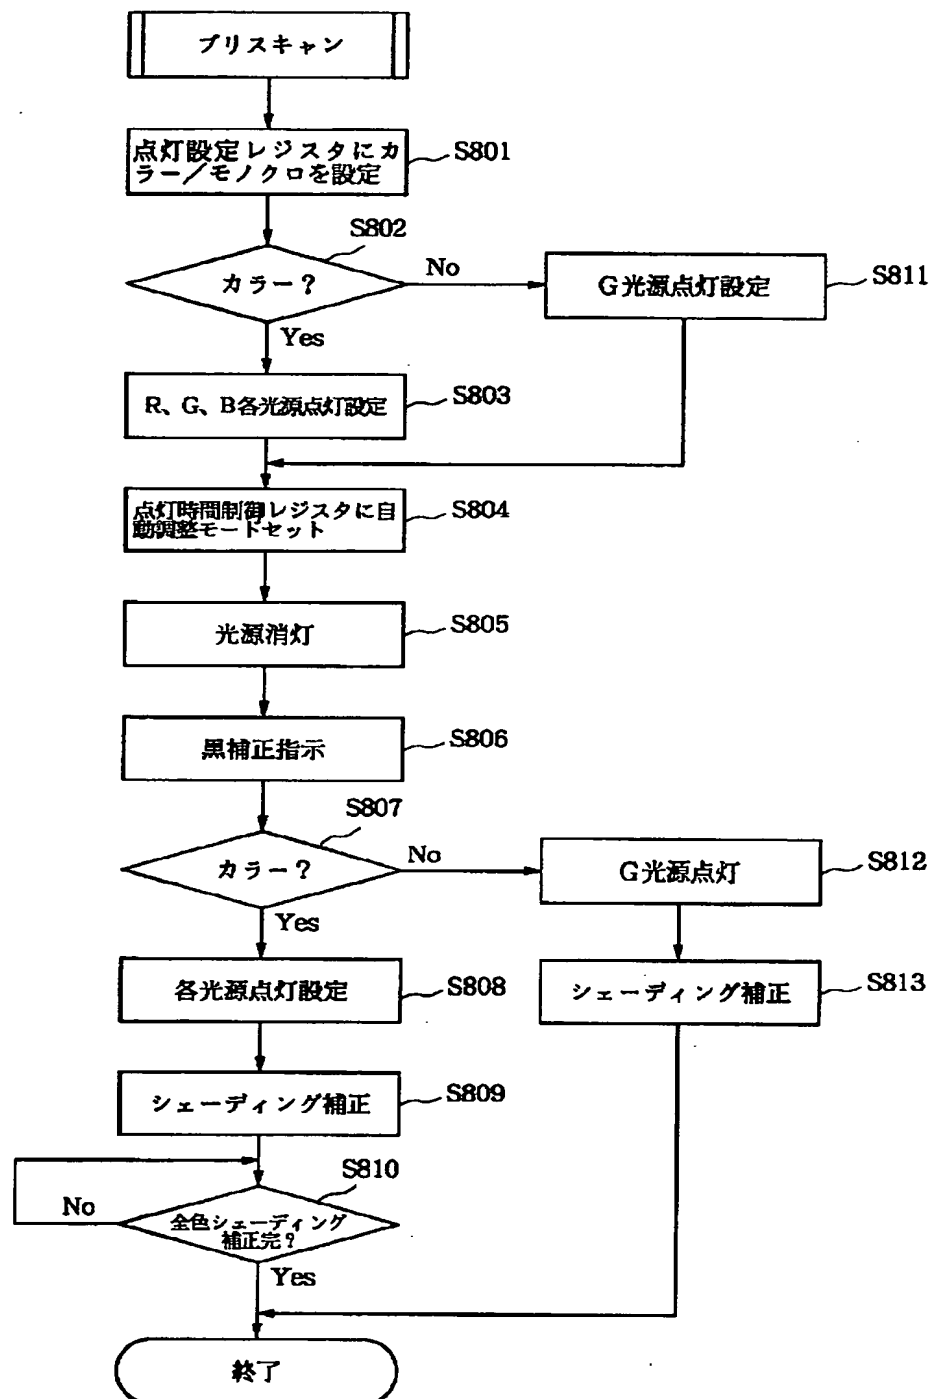 プリスキャン
点灯設定レジスタにカ
ラー/モノクロを設定
S801
S802
カラー?
No
Yes
G光源点灯設定
S811
R、G、B各光源点灯設定
S803
点灯時間制御レジスタに自
動調整モードセット
S804
光源消灯
S805
黒補正指示
S806
S807
カラー?
No
Yes
G光源点灯
S812
各光源点灯設定
S808
シェーディング補正
S813
シェーディング補正
S809
S810
全色シェーディング
補正完?
No
Yes
終了